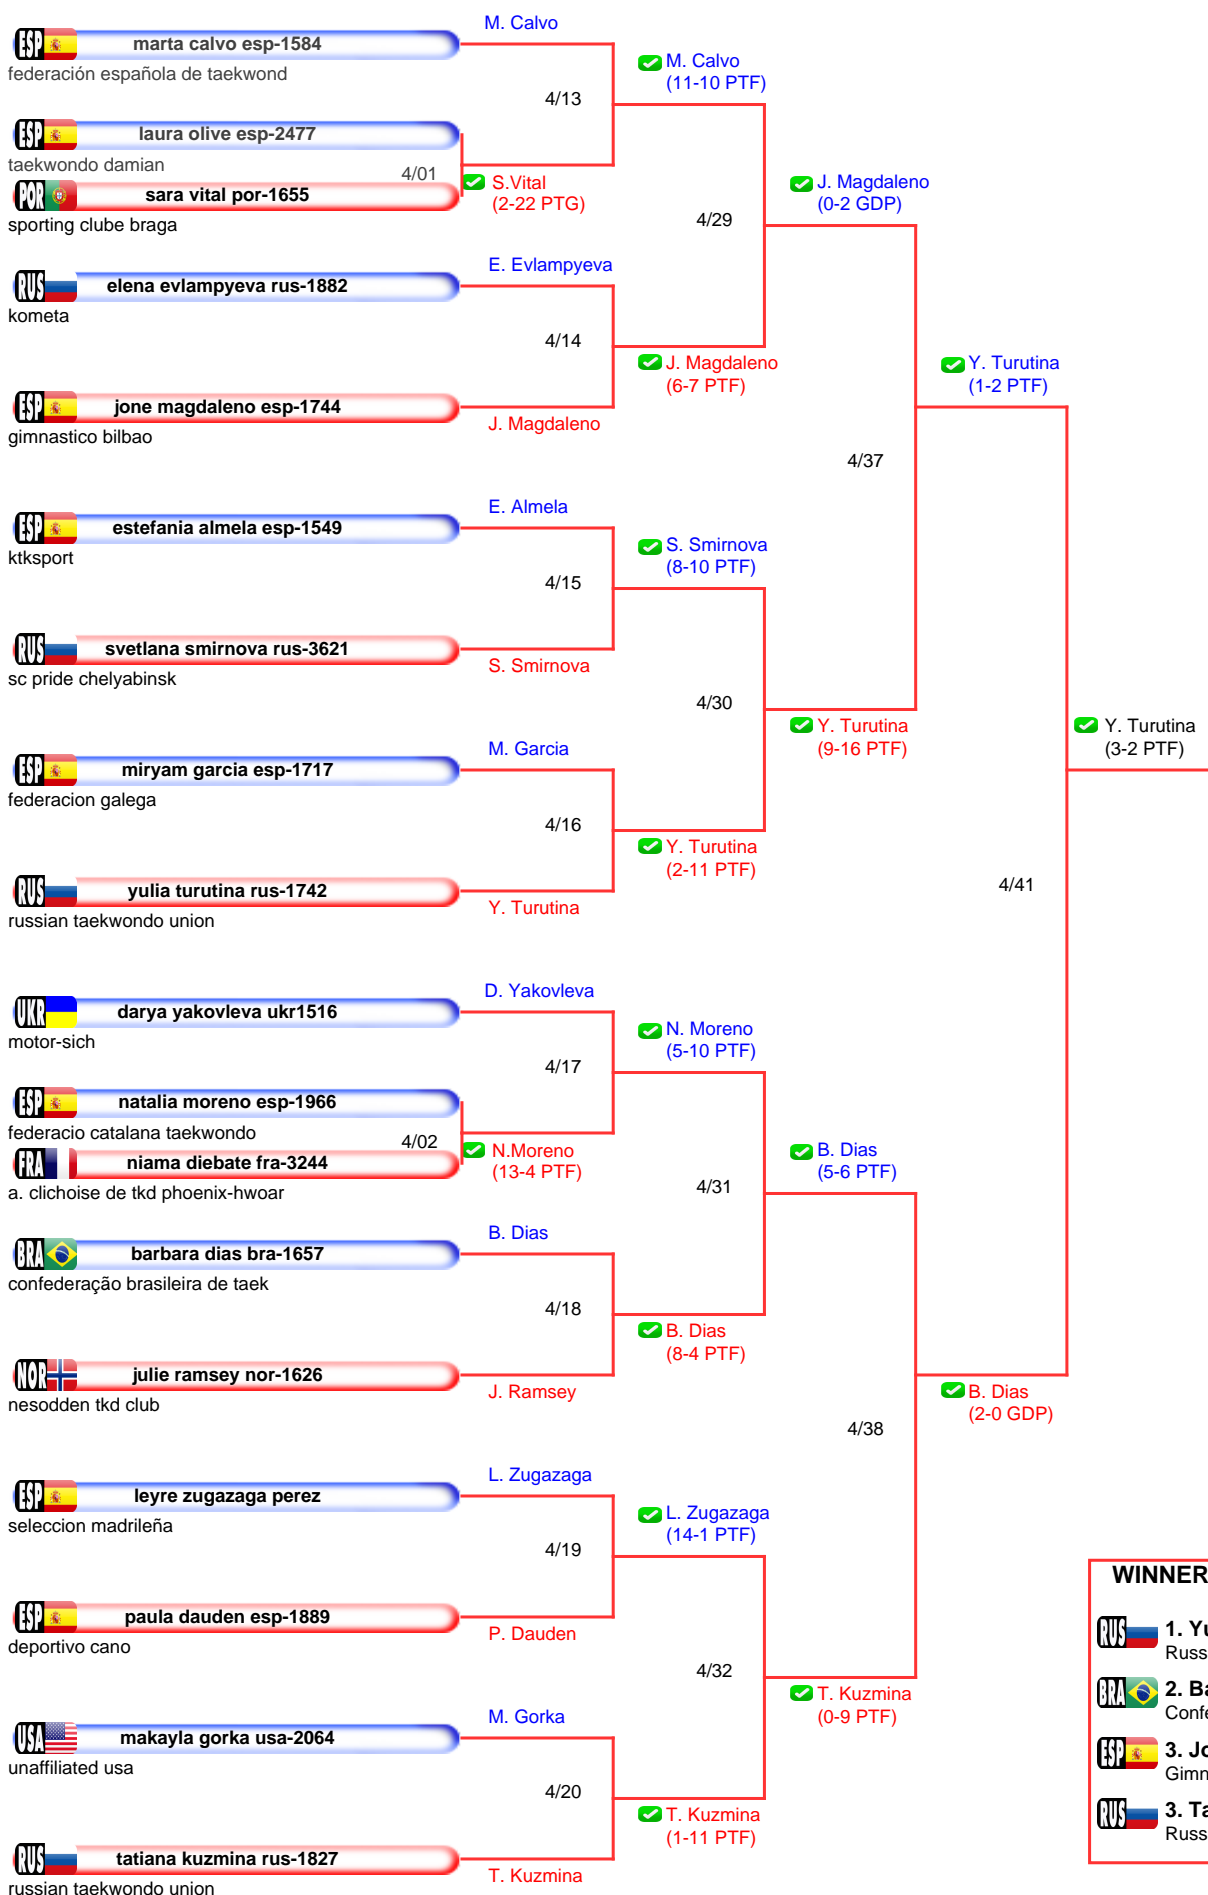 M. Calvo
ESP marta calvo esp-1584
federación española de taekwond
M. Calvo
(11-10 PTF)
4/13
ESP laura olive esp-2477
taekwondo damian
4/01
S.Vital
(2-22 PTG)
POR sara vital por-1655
sporting clube braga
J. Magdaleno
(0-2 GDP)
4/29
E. Evlampyeva
RUS elena evlampyeva rus-1882
kometa
4/14
J. Magdaleno
(6-7 PTF)
Y. Turutina
(1-2 PTF)
ESP jone magdaleno esp-1744
gimnastico bilbao
J. Magdaleno
4/37
E. Almela
ESP estefania almela esp-1549
ktksport
S. Smirnova
(8-10 PTF)
4/15
RUS svetlana smirnova rus-3621
sc pride chelyabinsk
S. Smirnova
4/30
Y. Turutina
(9-16 PTF)
Y. Turutina
(3-2 PTF)
M. Garcia
ESP miryam garcia esp-1717
federacion galega
4/16
Y. Turutina
(2-11 PTF)
RUS yulia turutina rus-1742
russian taekwondo union
Y. Turutina
4/41
D. Yakovleva
UKR darya yakovleva ukr1516
motor-sich
N. Moreno
(5-10 PTF)
4/17
ESP natalia moreno esp-1966
federacio catalana taekwondo
4/02
N.Moreno
(13-4 PTF)
FRA niama diebate fra-3244
a. clichoise de tkd phoenix-hwoar
B. Dias
(5-6 PTF)
4/31
B. Dias
BRA barbara dias bra-1657
confederação brasileira de taek
4/18
B. Dias
(8-4 PTF)
NOR julie ramsey nor-1626
nesodden tkd club
J. Ramsey
B. Dias
(2-0 GDP)
4/38
L. Zugazaga
ESP leyre zugazaga perez
seleccion madrileña
L. Zugazaga
(14-1 PTF)
4/19
ESP paula dauden esp-1889
deportivo cano
P. Dauden
4/32
T. Kuzmina
(0-9 PTF)
M. Gorka
USA makayla gorka usa-2064
unaffiliated usa
4/20
T. Kuzmina
(1-11 PTF)
RUS tatiana kuzmina rus-1827
russian taekwondo union
T. Kuzmina
WINNER
RUS 1. Yu
Russ
BRA 2. Ba
Confe
ESP 3. Jo
Gimn
RUS 3. Ta
Russ